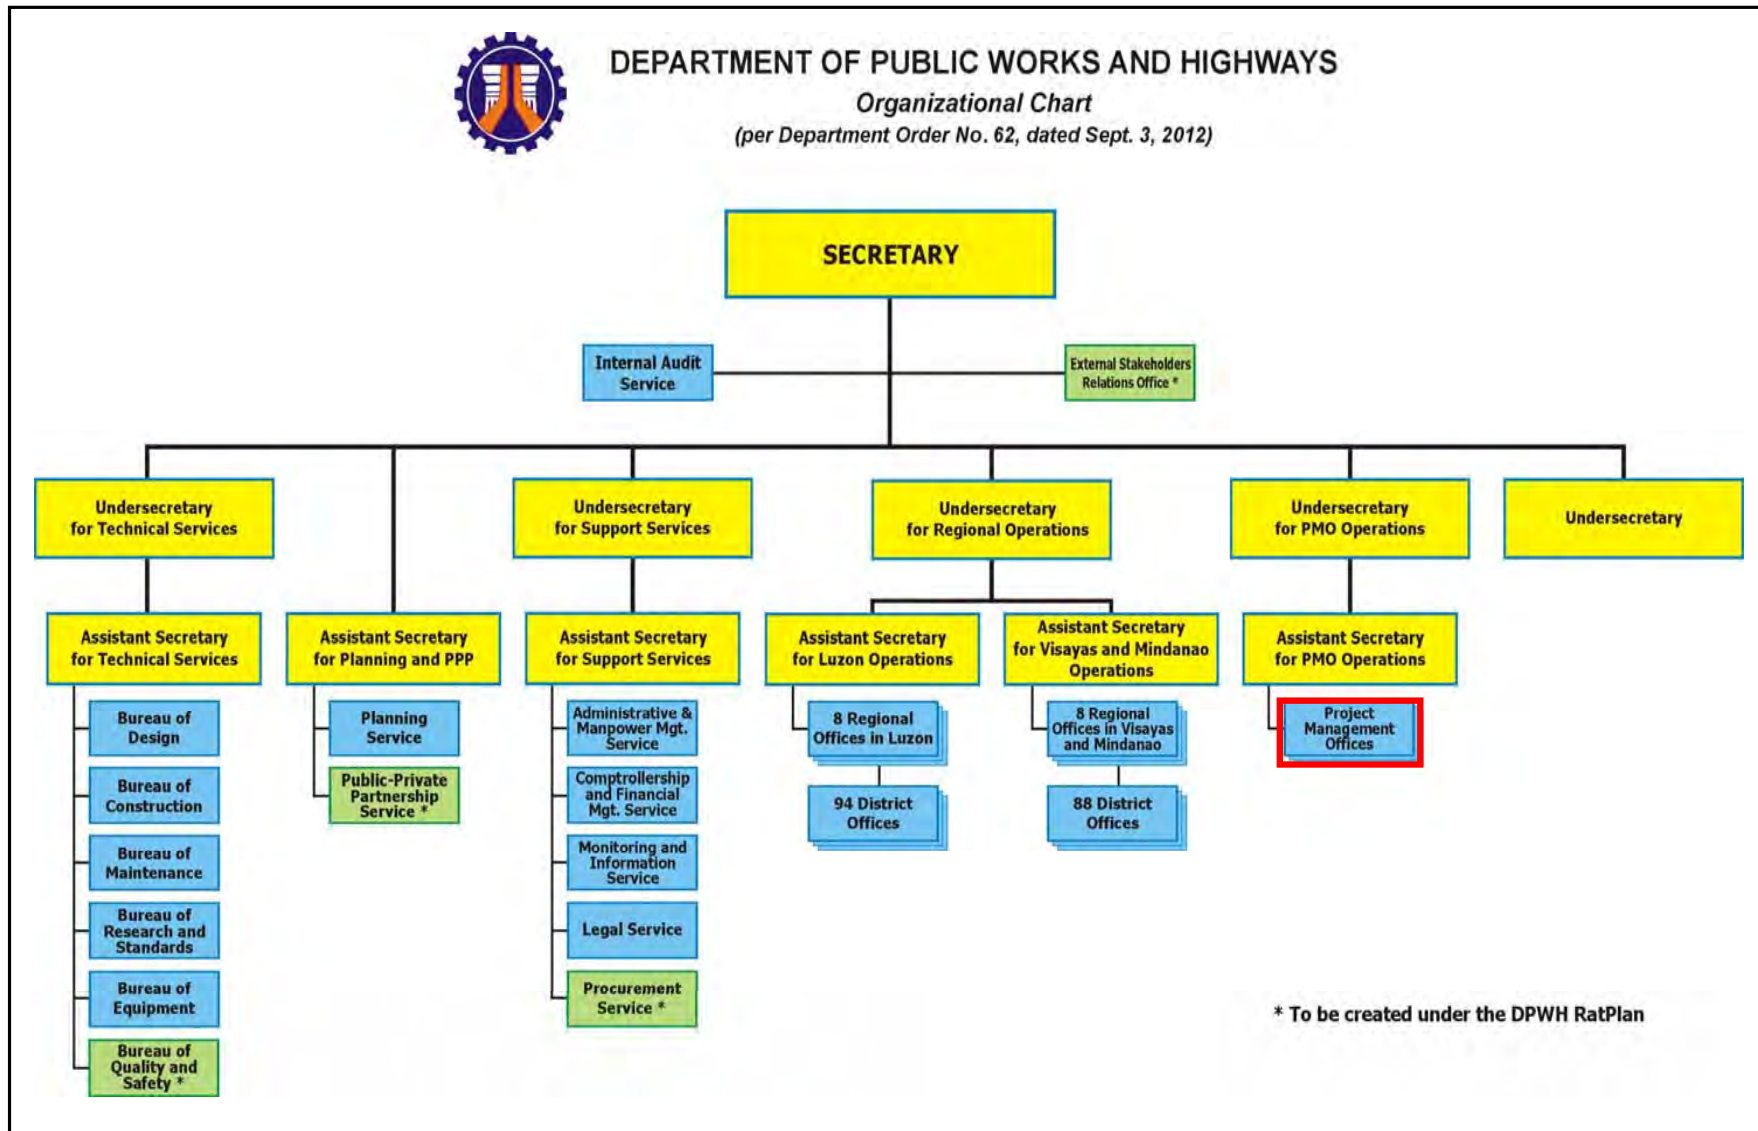 DEPARTMENT OF PUBLIC WORKS AND HIGHWAYS
Organizational Chart
(per Department Order No. 62, dated Sept. 3, 2012)
SECRETARY
Internal Audit
Service
External Stakeholders
Relations Office *
Undersecretary
for Technical Services
Undersecretary
for Support Services
Undersecretary
for Regional Operations
Undersecretary
for PMO Operations
Undersecretary
Assistant Secretary
for Technical Services
Assistant Secretary
for Planning and PPP
Assistant Secretary
for Support Services
Assistant Secretary
for Luzon Operations
Assistant Secretary
for Visayas and Mindanao
Operations
Assistant Secretary
for PMO Operations
Bureau of
Design
Bureau of
Construction
Bureau of
Maintenance
Bureau of
Research and
Standards
Bureau of
Equipment
Bureau of
Quality and
Safety *
Planning
Service
Public-Private
Partnership
Service *
Administrative &
Manpower Mgt.
Service
Comptrollership
and Financial
Mgt. Service
Monitoring and
Information
Service
Legal Service
Procurement
Service *
8 Regional
Offices in Luzon
94 District
Offices
8 Regional
Offices in Visayas
and Mindanao
88 District
Offices
Project
Management
Offices
* To be created under the DPWH RatPlan